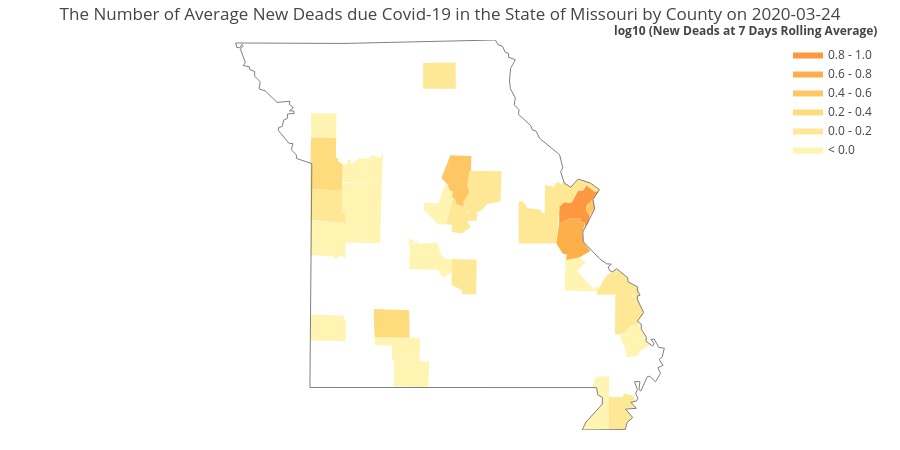 The Number of Average New Deads due Covid-19 in the State of Missouri by County on 2020-03-24
log10 (New Deads at 7 Days Rolling Average)
0.8 - 1.0
0.6 - 0.8
0.4 - 0.6
0.2 - 0.4
0.0 - 0.2
< 0.0